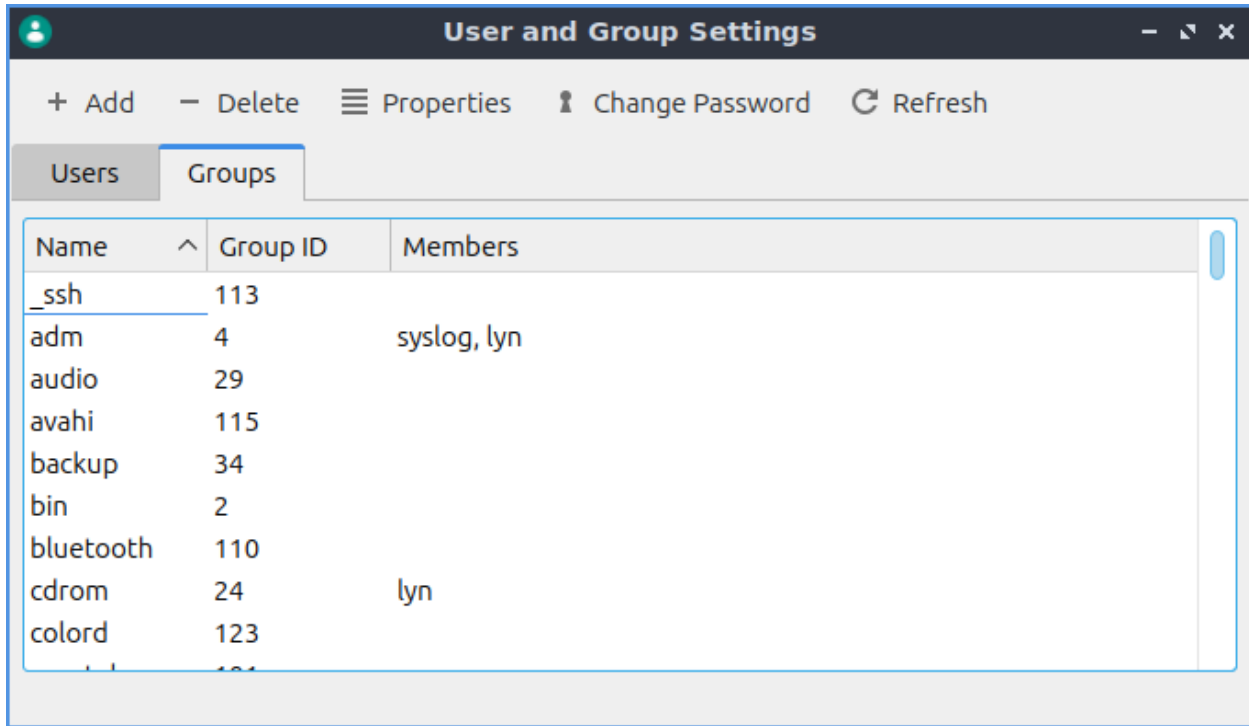 User and Group Settings
+ Add − Delete Properties Change Password Refresh
Users Groups
Name Group ID Members
_ssh 113
adm 4 syslog, lyn
audio 29
avahi 115
backup 34
bin 2
bluetooth 110
cdrom 24 lyn
colord 123